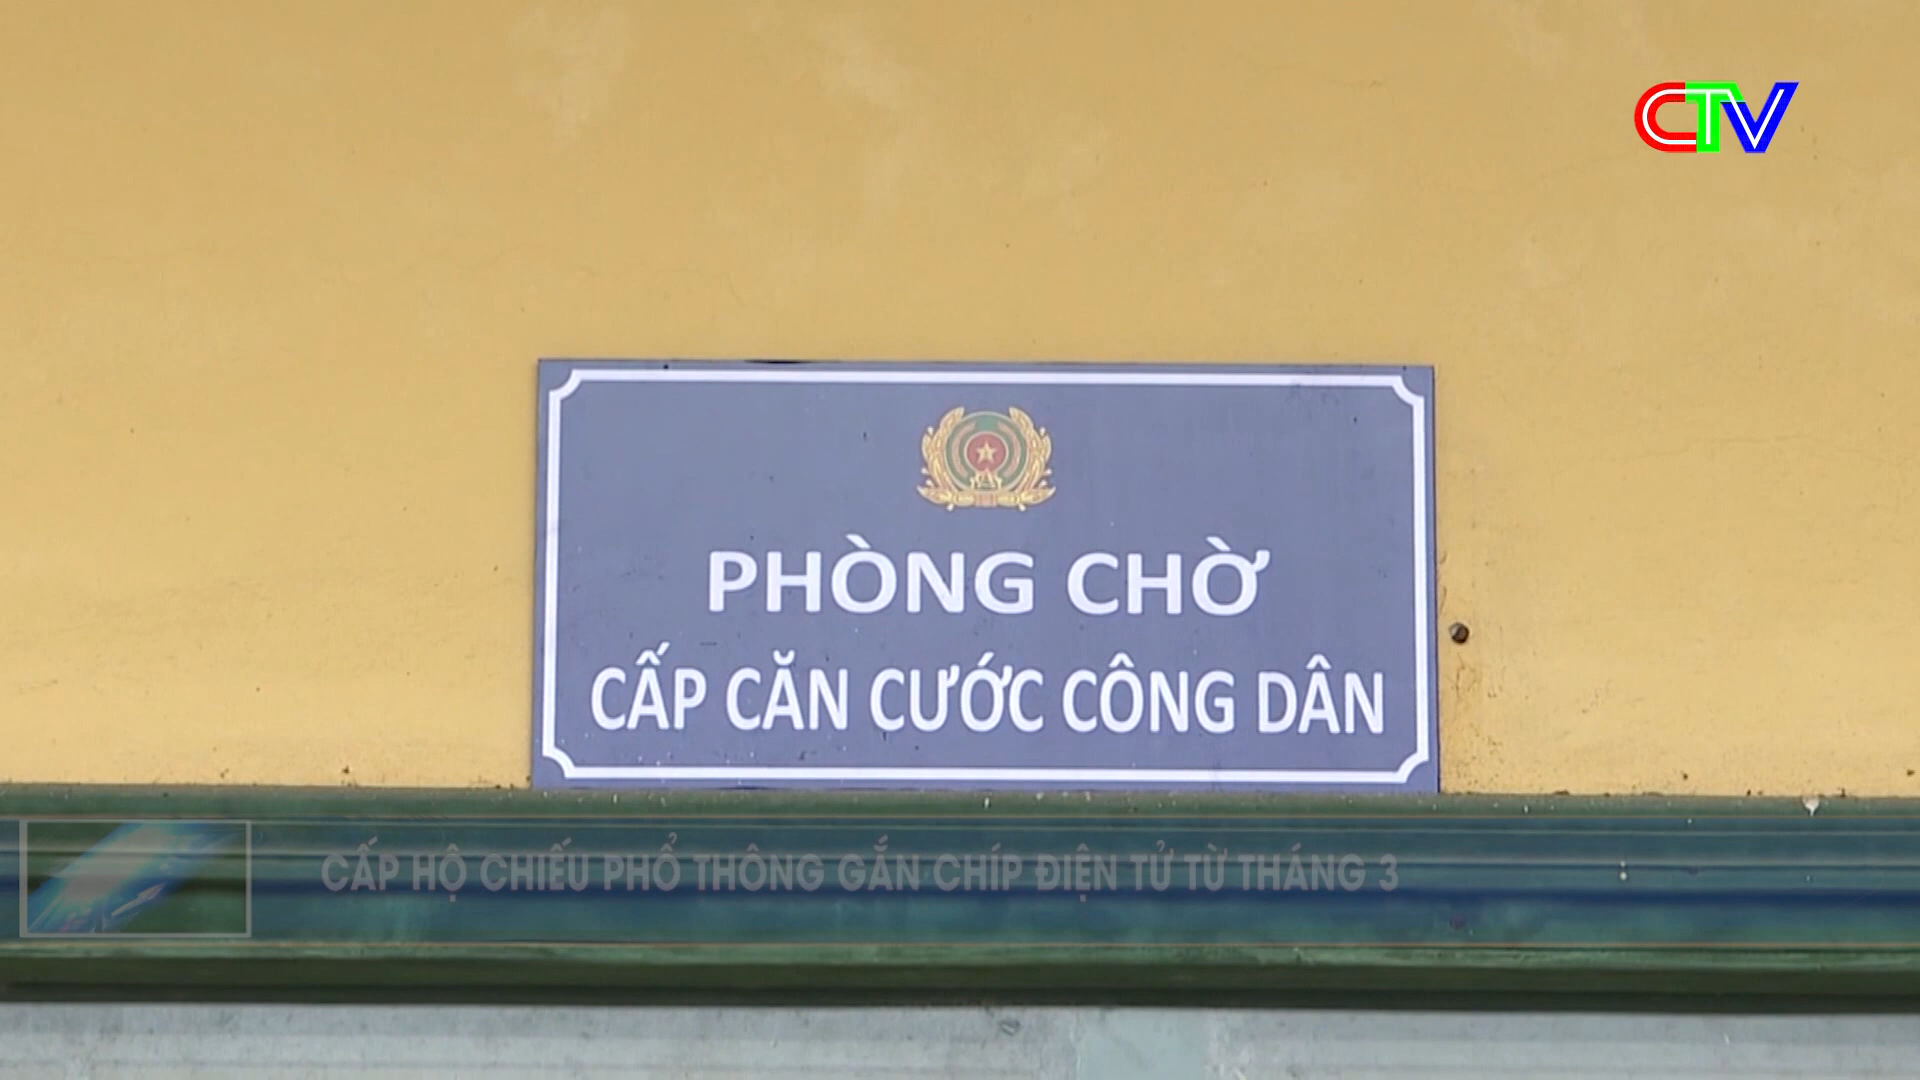 CTV
PHÒNG CHỜ
CẤP CĂN CƯỚC CÔNG DÂN
CẤP HỘ CHIẾU PHỔ THÔNG GẮN CHÍP ĐIỆN TỬ TỪ THÁNG 3